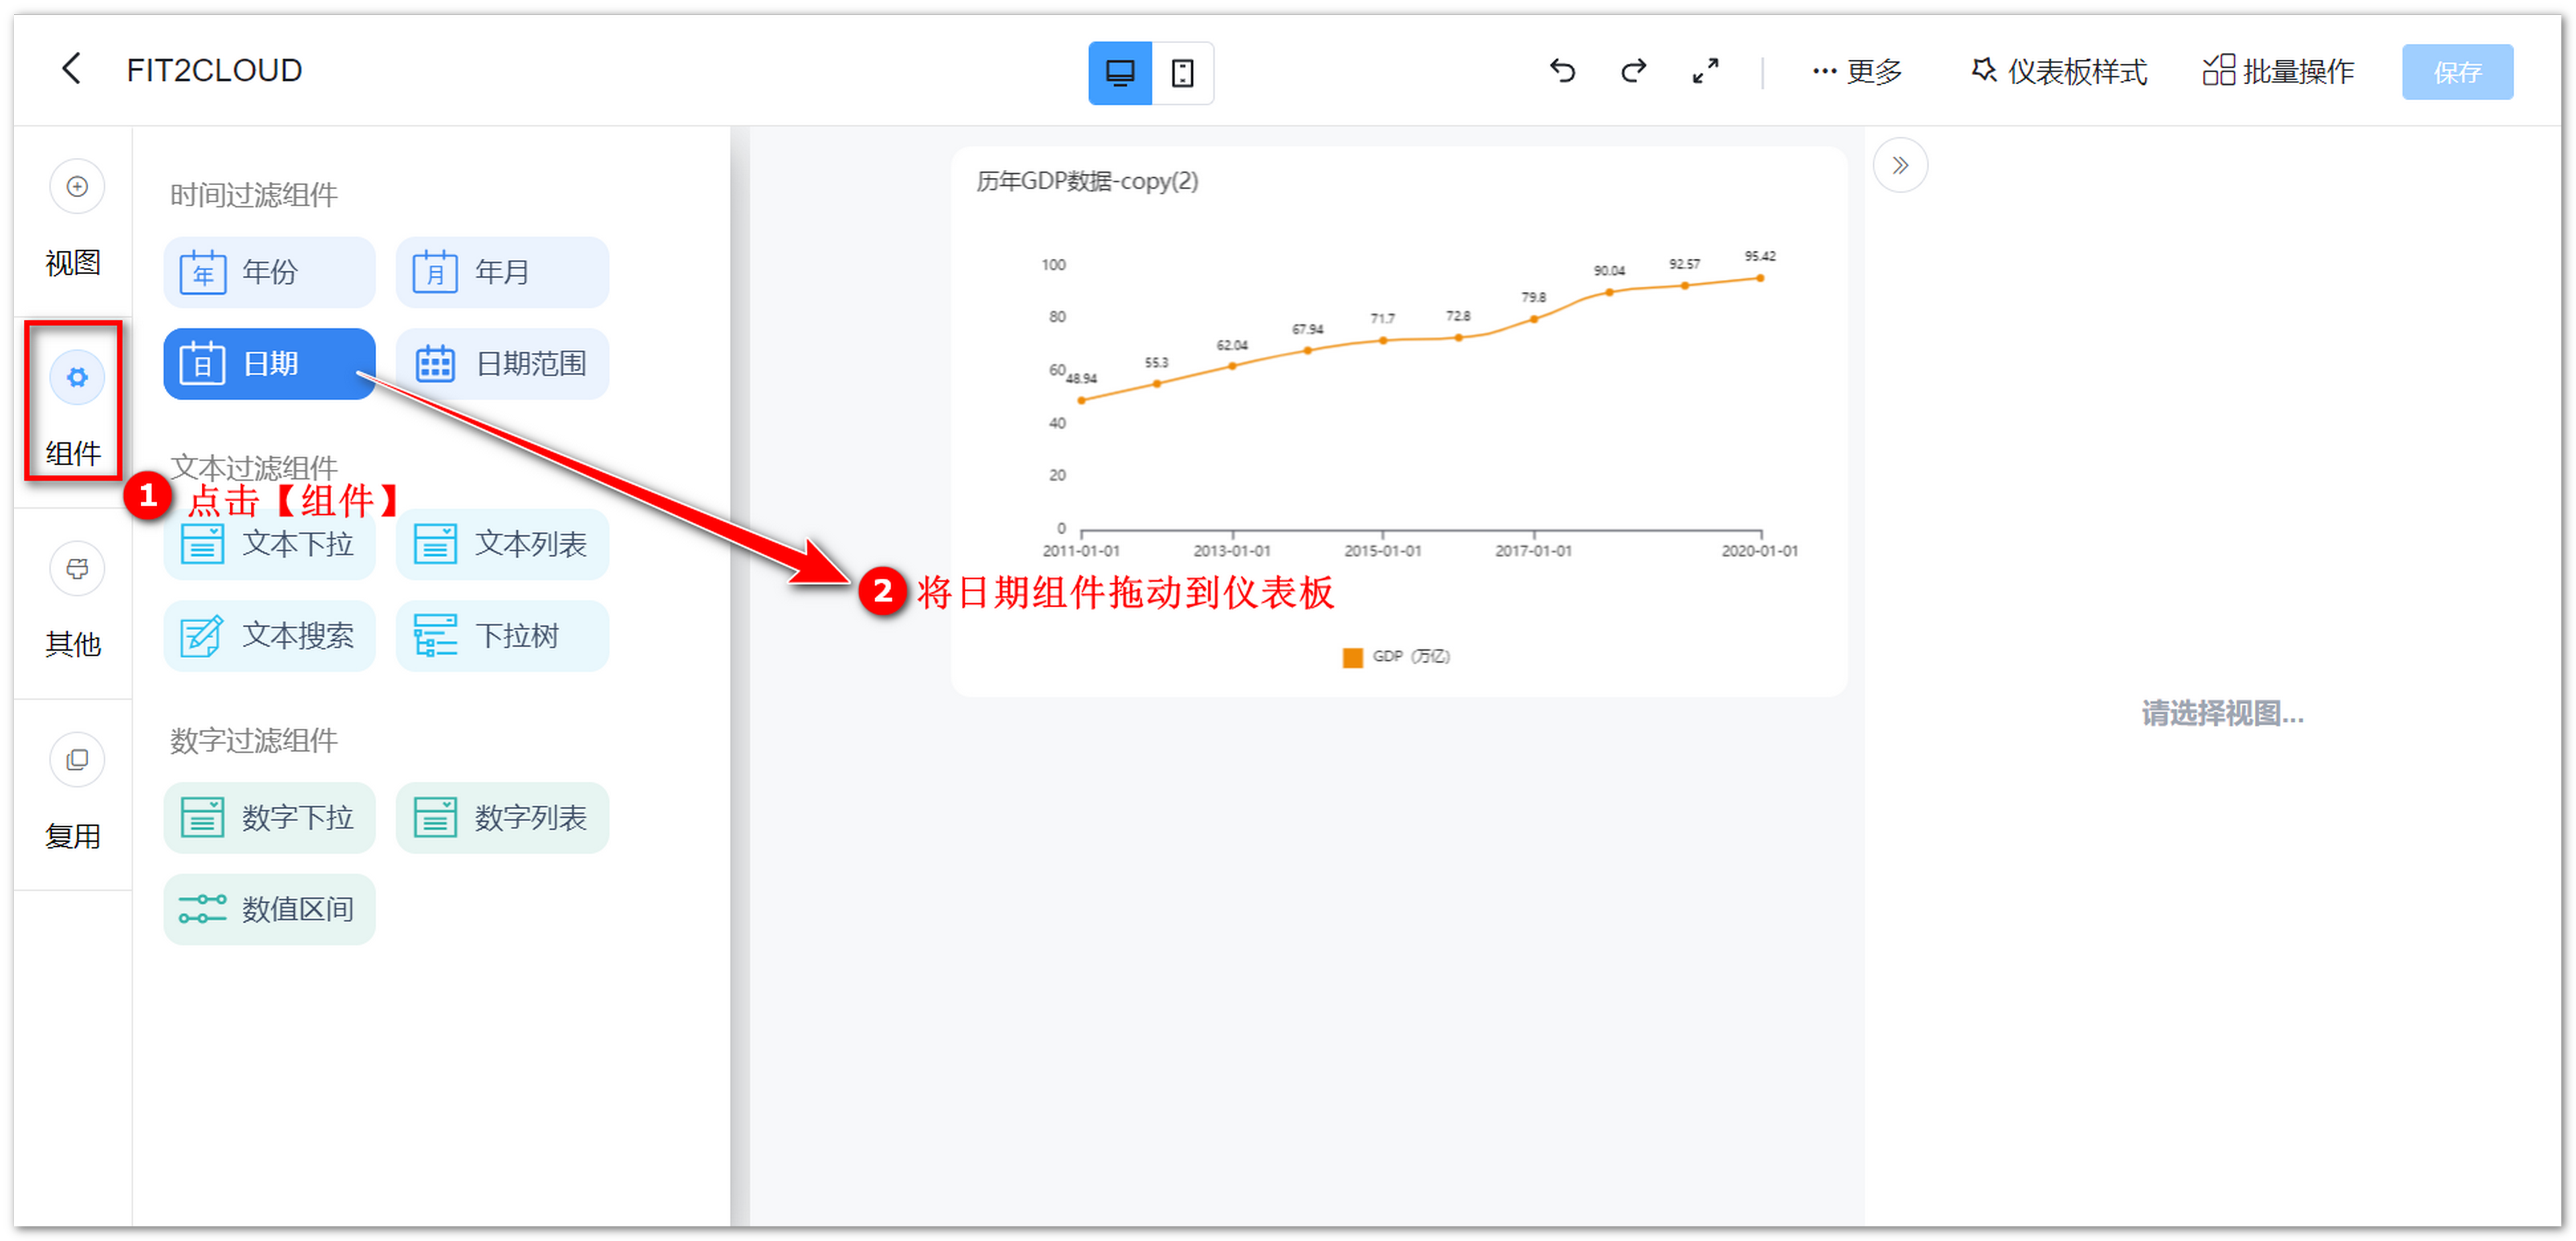 FIT2CLOUD
更多
仪表板样式
批量操作
保存
视图
组件
其他
复用
时间过滤组件
年 年份
月 年月
日 日期
日期范围
文本过滤组件
1 点击【组件】
文本下拉
文本列表
文本搜索
下拉树
数字过滤组件
数字下拉
数字列表
数值区间
历年GDP数据-copy(2)
100
80
60
40
20
0
48.94
55.3
62.04
67.94
71.7
72.8
79.8
90.04
92.57
95.42
2011-01-01
2013-01-01
2015-01-01
2017-01-01
2020-01-01
2 将日期组件拖动到仪表板
GDP（万亿）
请选择视图...